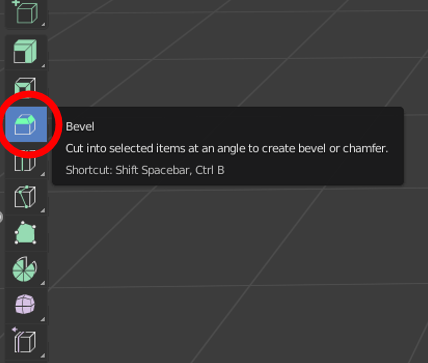 Bevel
Cut into selected items at an angle to create bevel or chamfer.
Shortcut: Shift Spacebar, Ctrl B